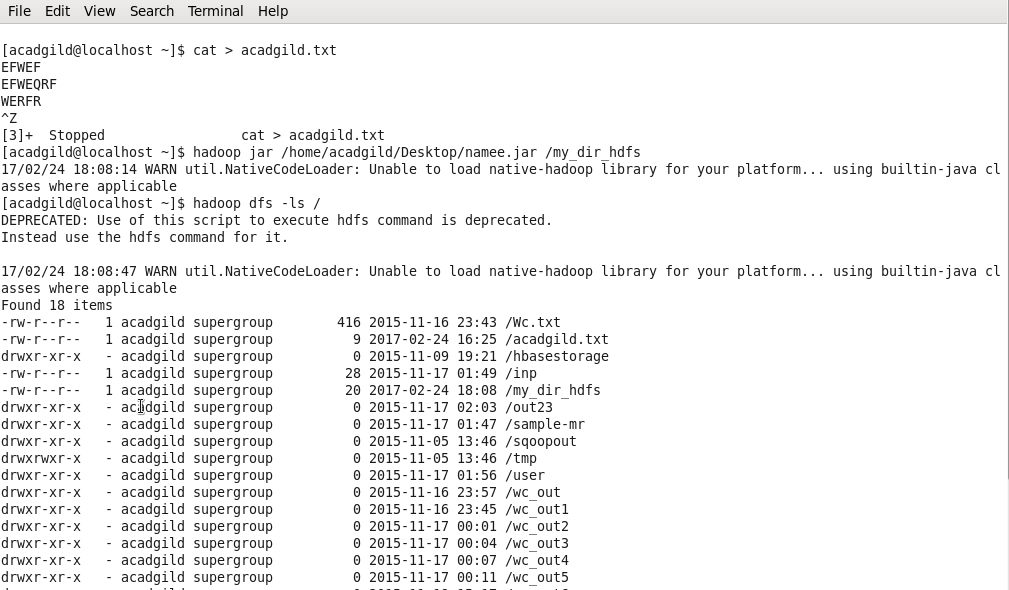 File Edit View Search Terminal Help
[acadgild@localhost ~]$ cat > acadgild.txt
EFWEF
EFWEQRF
WERFR
^Z
[3]+  Stopped                 cat > acadgild.txt
[acadgild@localhost ~]$ hadoop jar /home/acadgild/Desktop/namee.jar /my_dir_hdfs
17/02/24 18:08:14 WARN util.NativeCodeLoader: Unable to load native-hadoop library for your platform... using builtin-java cl
asses where applicable
[acadgild@localhost ~]$ hadoop dfs -ls /
DEPRECATED: Use of this script to execute hdfs command is deprecated.
Instead use the hdfs command for it.
17/02/24 18:08:47 WARN util.NativeCodeLoader: Unable to load native-hadoop library for your platform... using builtin-java cl
asses where applicable
Found 18 items
-rw-r--r--   1 acadgild supergroup        416 2015-11-16 23:43 /Wc.txt
-rw-r--r--   1 acadgild supergroup          9 2017-02-24 16:25 /acadgild.txt
drwxr-xr-x   - acadgild supergroup          0 2015-11-09 19:21 /hbasestorage
-rw-r--r--   1 acadgild supergroup         28 2015-11-17 01:49 /inp
-rw-r--r--   1 acadgild supergroup         20 2017-02-24 18:08 /my_dir_hdfs
drwxr-xr-x   - acadgild supergroup          0 2015-11-17 02:03 /out23
drwxr-xr-x   - acadgild supergroup          0 2015-11-17 01:47 /sample-mr
drwxr-xr-x   - acadgild supergroup          0 2015-11-05 13:46 /sqoopout
drwxrwxr-x   - acadgild supergroup          0 2015-11-05 13:46 /tmp
drwxr-xr-x   - acadgild supergroup          0 2015-11-17 01:56 /user
drwxr-xr-x   - acadgild supergroup          0 2015-11-16 23:57 /wc_out
drwxr-xr-x   - acadgild supergroup          0 2015-11-16 23:45 /wc_out1
drwxr-xr-x   - acadgild supergroup          0 2015-11-17 00:01 /wc_out2
drwxr-xr-x   - acadgild supergroup          0 2015-11-17 00:04 /wc_out3
drwxr-xr-x   - acadgild supergroup          0 2015-11-17 00:07 /wc_out4
drwxr-xr-x   - acadgild supergroup          0 2015-11-17 00:11 /wc_out5